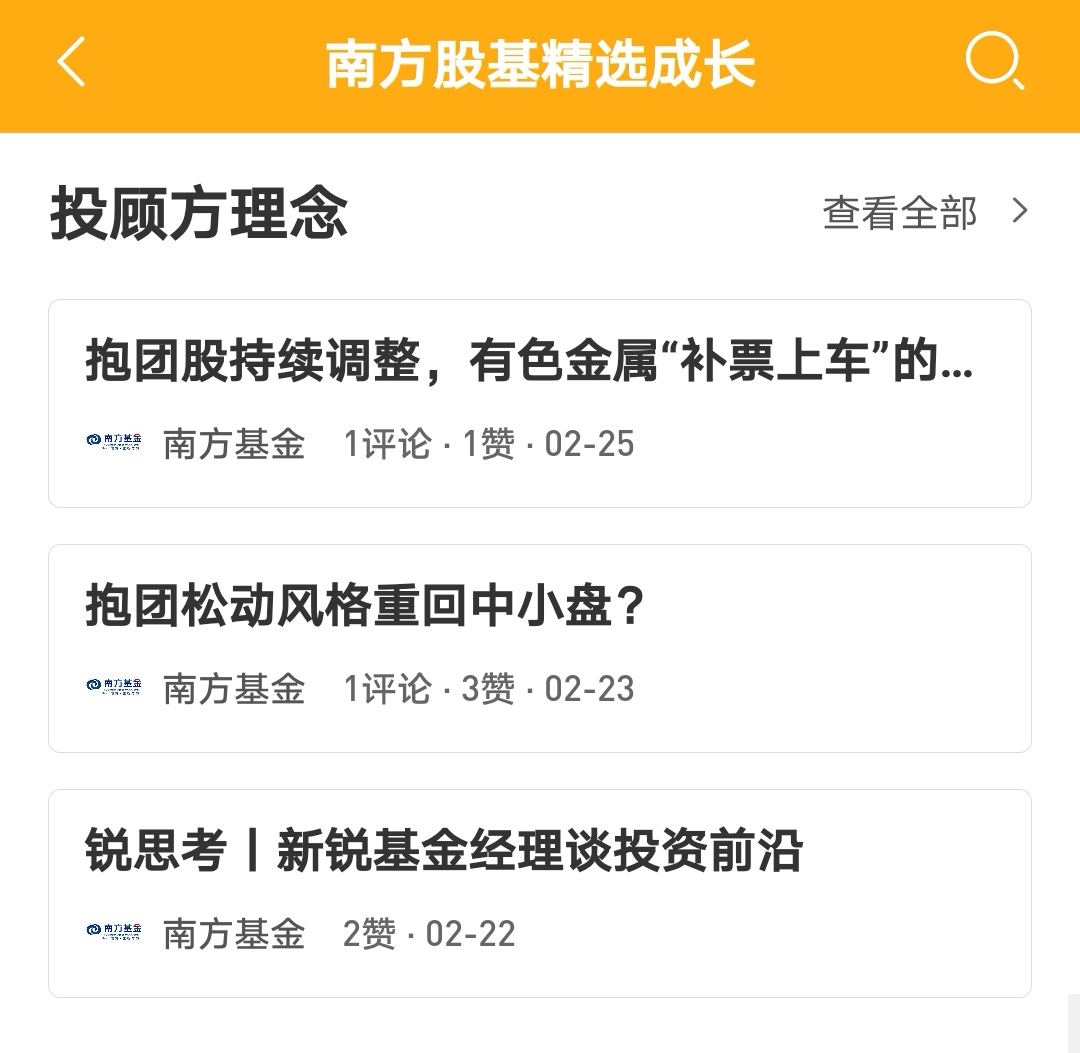 南方股基精选成长
投顾方理念
查看全部
抱团股持续调整，有色金属“补票上车”的...
南方基金
南方基金 1评论 · 1赞 · 02-25
抱团松动风格重回中小盘？
南方基金
南方基金 1评论 · 3赞 · 02-23
锐思考丨新锐基金经理谈投资前沿
南方基金
南方基金 2赞 · 02-22